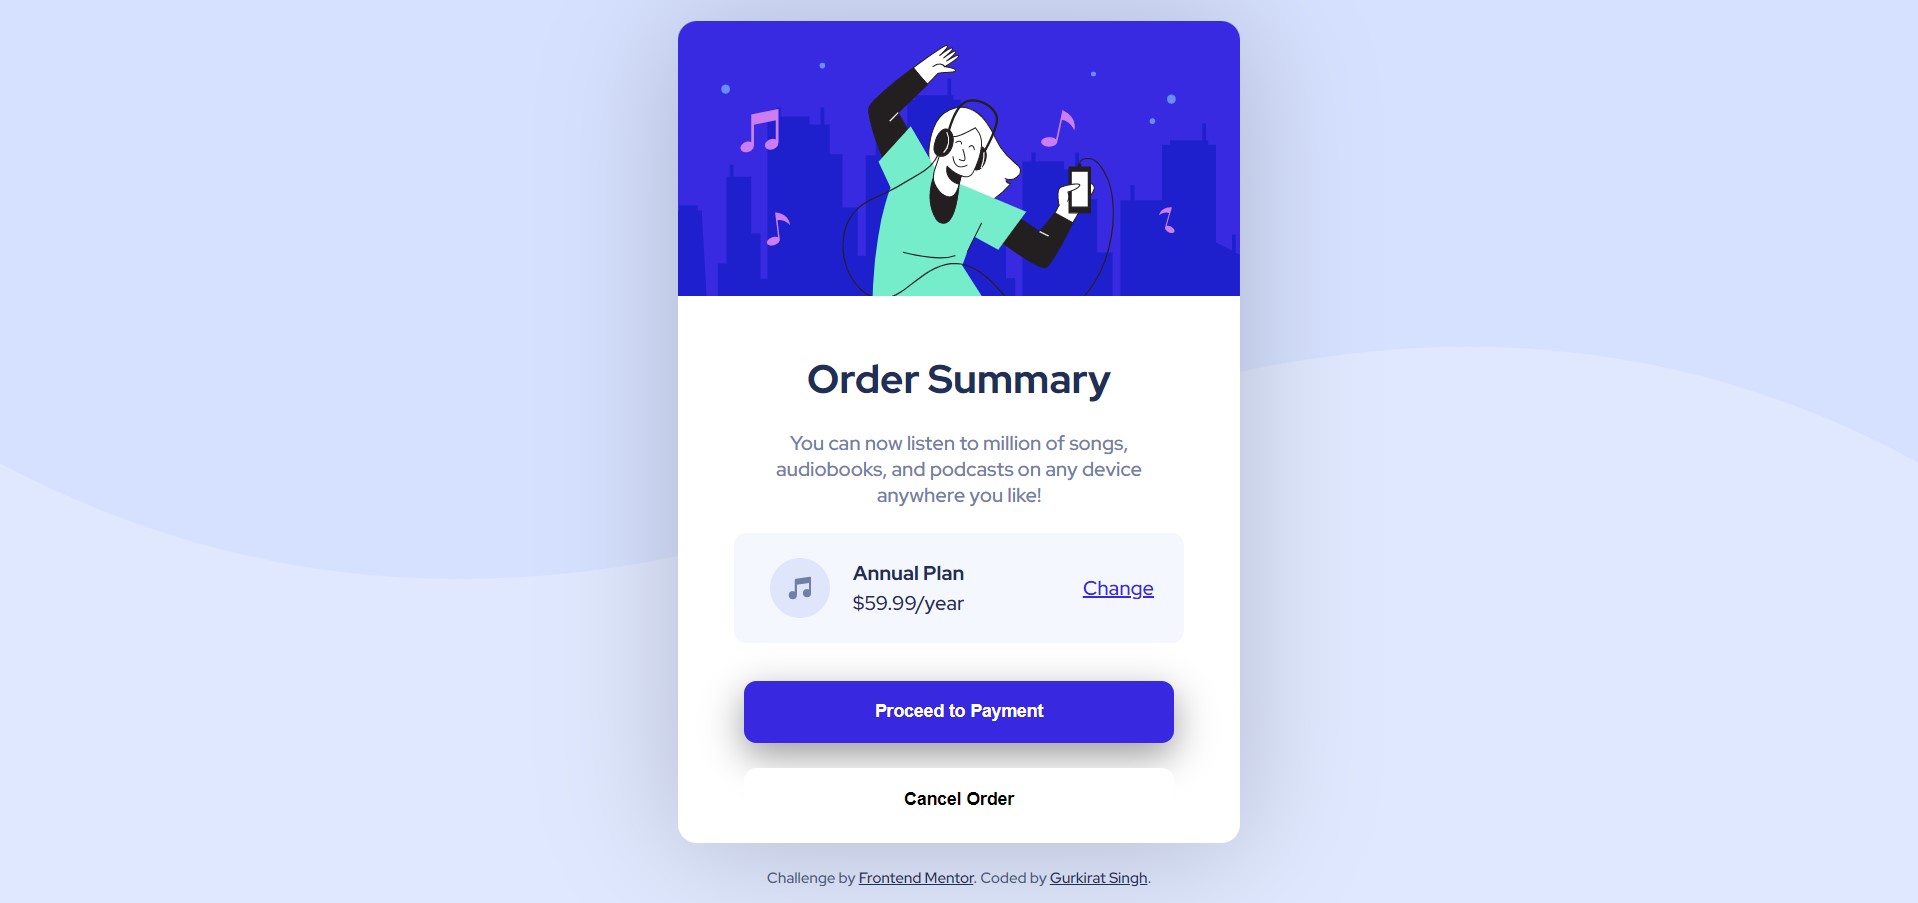 Order Summary
You can now listen to million of songs,
audiobooks, and podcasts on any device
anywhere you like!
Annual Plan
$59.99/year
Change
Proceed to Payment
Cancel Order
Challenge by Frontend Mentor. Coded by Gurkirat Singh.